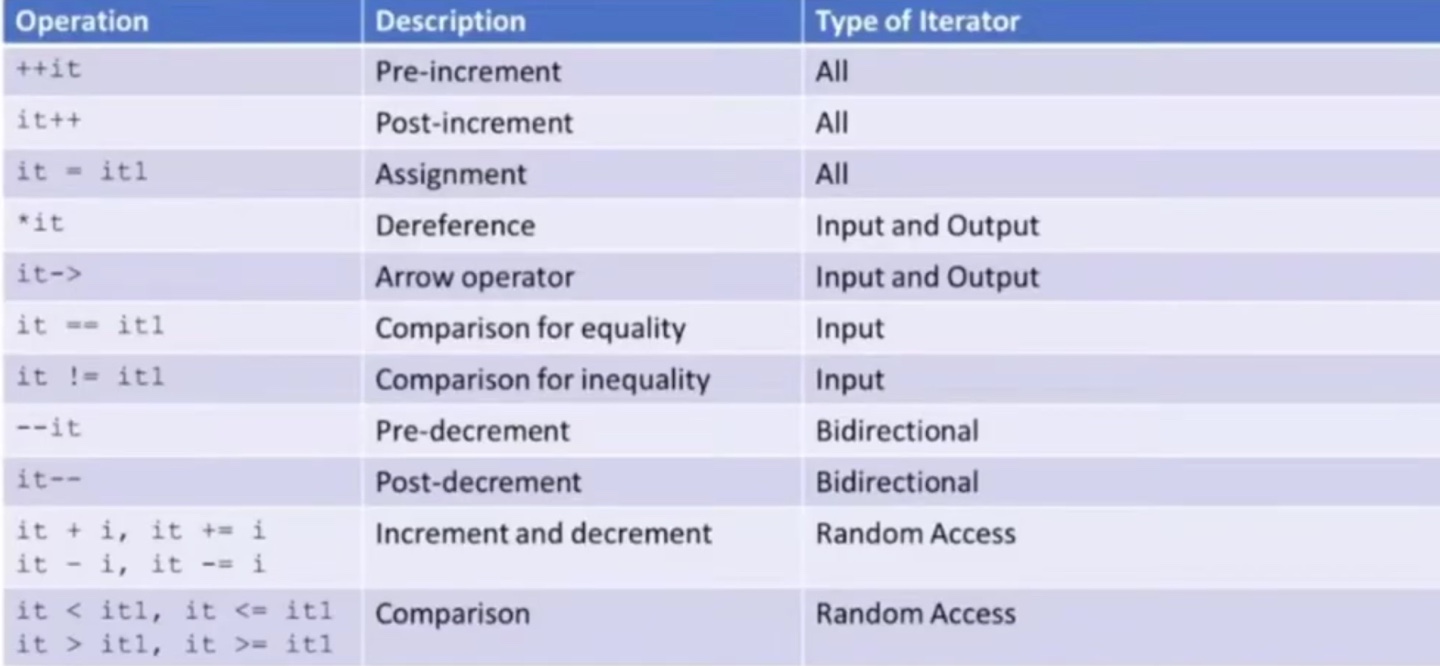 Operation Description Type of Iterator
++it Pre-increment All
it++ Post-increment All
it = it1 Assignment All
*it Dereference Input and Output
it-> Arrow operator Input and Output
it == it1 Comparison for equality Input
it != it1 Comparison for inequality Input
--it Pre-decrement Bidirectional
it-- Post-decrement Bidirectional
it + i, it += i Increment and decrement Random Access
it - i, it -= i
it < it1, it <= it1 Comparison Random Access
it > it1, it >= it1